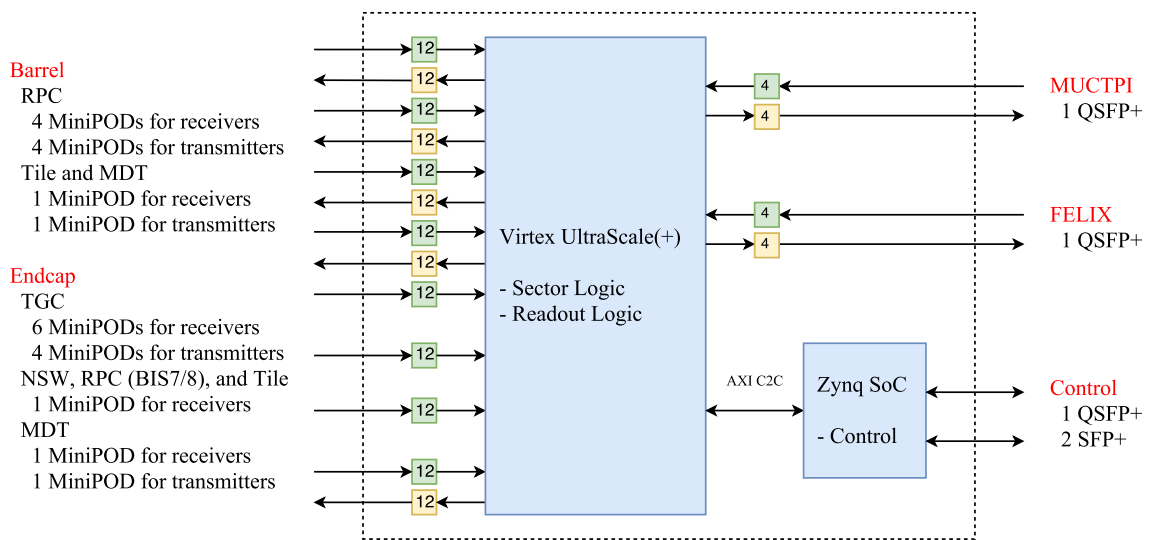 Barrel
RPC
4 MiniPODs for receivers
4 MiniPODs for transmitters
Tile and MDT
1 MiniPOD for receivers
1 MiniPOD for transmitters
Endcap
TGC
6 MiniPODs for receivers
4 MiniPODs for transmitters
NSW, RPC (BIS7/8), and Tile
1 MiniPOD for receivers
MDT
1 MiniPOD for receivers
1 MiniPOD for transmitters
12
12
12
12
12
12
12
12
12
12
12
12
12
Virtex UltraScale(+)
- Sector Logic
- Readout Logic
4
4
4
4
AXI C2C
Zynq SoC
- Control
MUCTPI
1 QSFP+
FELIX
1 QSFP+
Control
1 QSFP+
2 SFP+